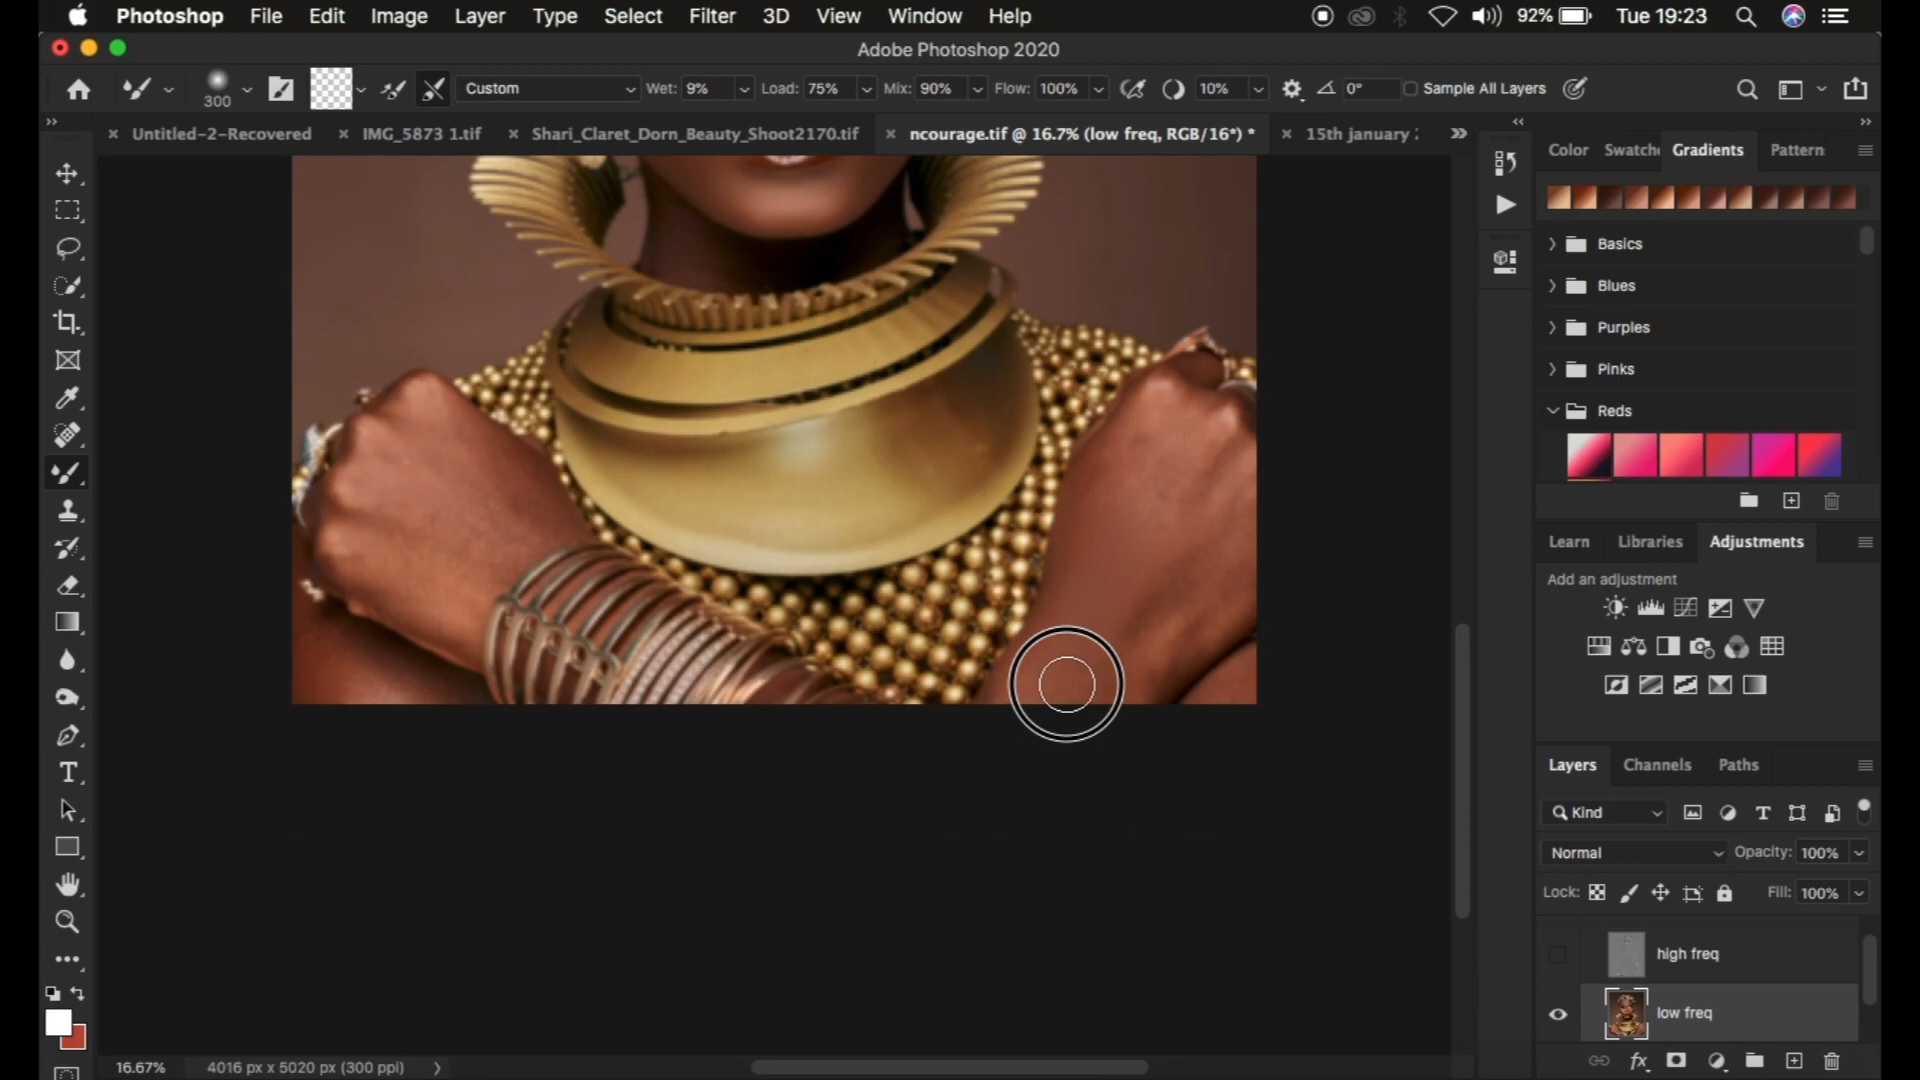 Photoshop File Edit Image Layer Type Select Filter 3D View Window Help 92% Tue 19:23
Adobe Photoshop 2020
300 Custom Wet: 9% Load: 75% Mix: 90% Flow: 100% 10% 0° Sample All Layers
Untitled-2-Recovered IMG_5873 1.tif Shari_Claret_Dorn_Beauty_Shoot2170.tif ncourage.tif @ 16.7% (low freq, RGB/16*) * 15th january
Color Swatche Gradients Pattern
Basics
Blues
Purples
Pinks
Reds
Learn Libraries Adjustments
Add an adjustment
Layers Channels Paths
Kind
Normal Opacity: 100%
Lock: Fill: 100%
high freq
low freq
16.67% 4016 px x 5020 px (300 ppi)